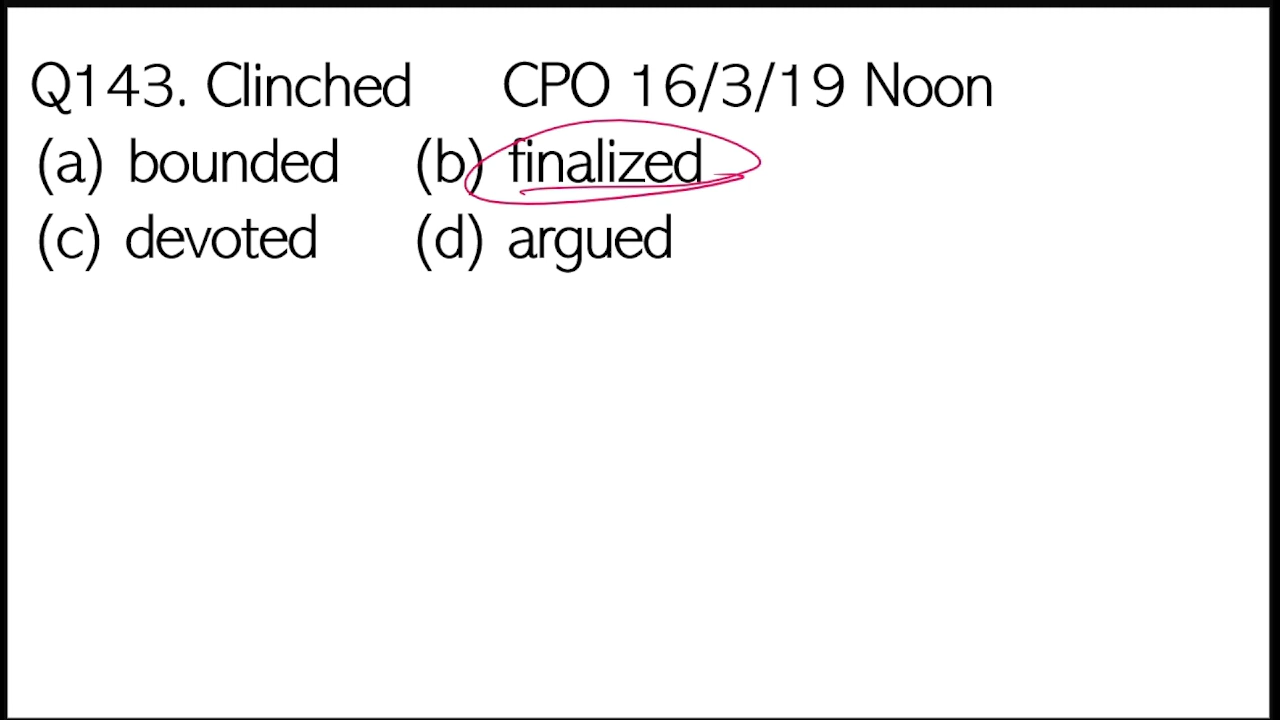 Q143. Clinched CPO 16/3/19 Noon
(a) bounded (b) finalized
(c) devoted (d) argued